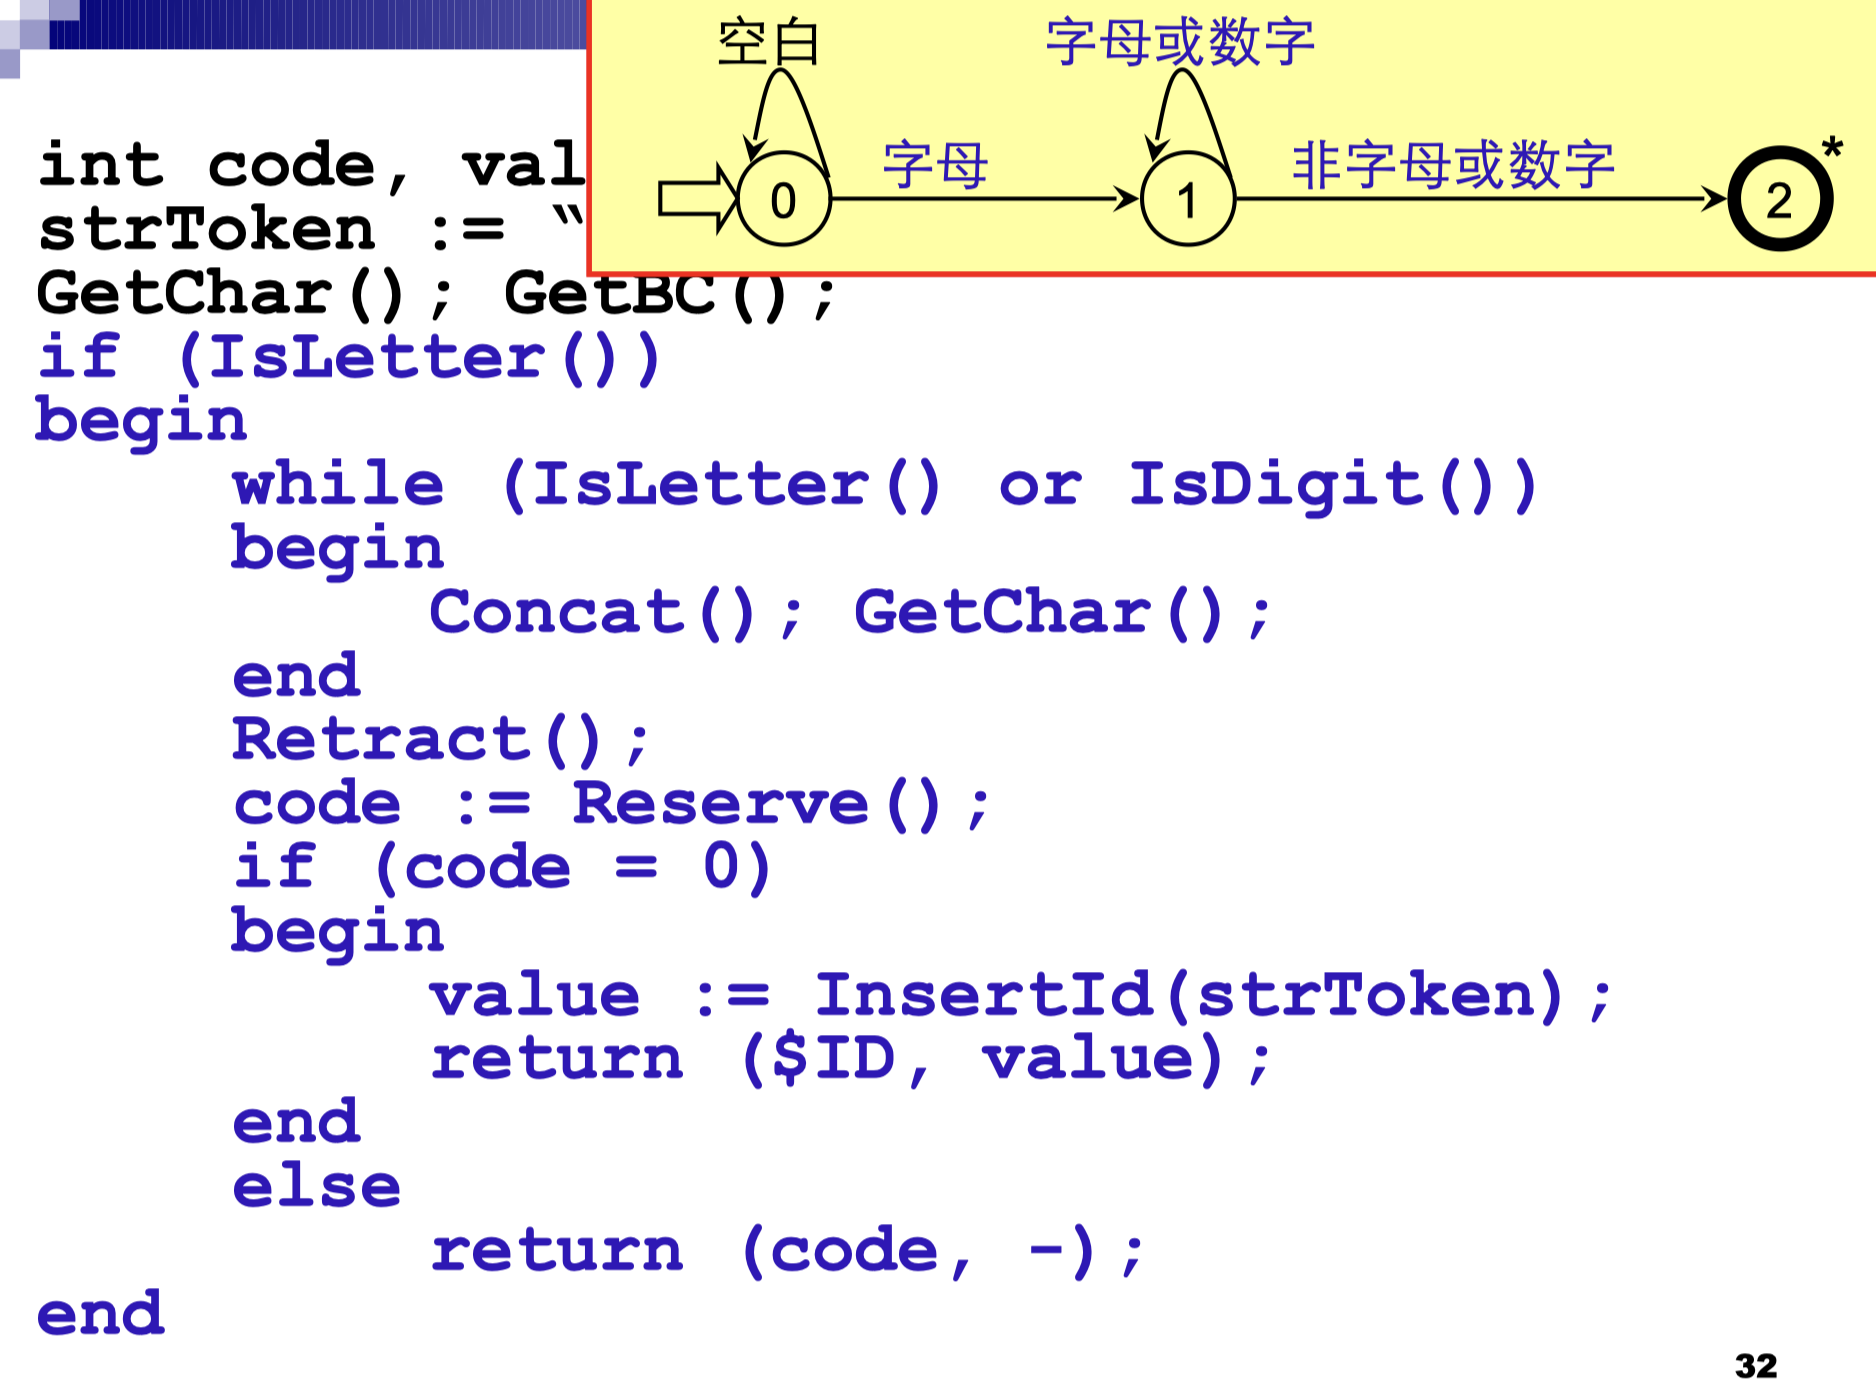 空白 字母或数字
字母 非字母或数字 *
0 1 2
int code, val
strToken := “
GetChar(); GetBC();
if (IsLetter())
begin
while (IsLetter() or IsDigit())
begin
Concat(); GetChar();
end
Retract();
code := Reserve();
if (code = 0)
begin
value := InsertId(strToken);
return ($ID, value);
end
else
return (code, -);
end
32